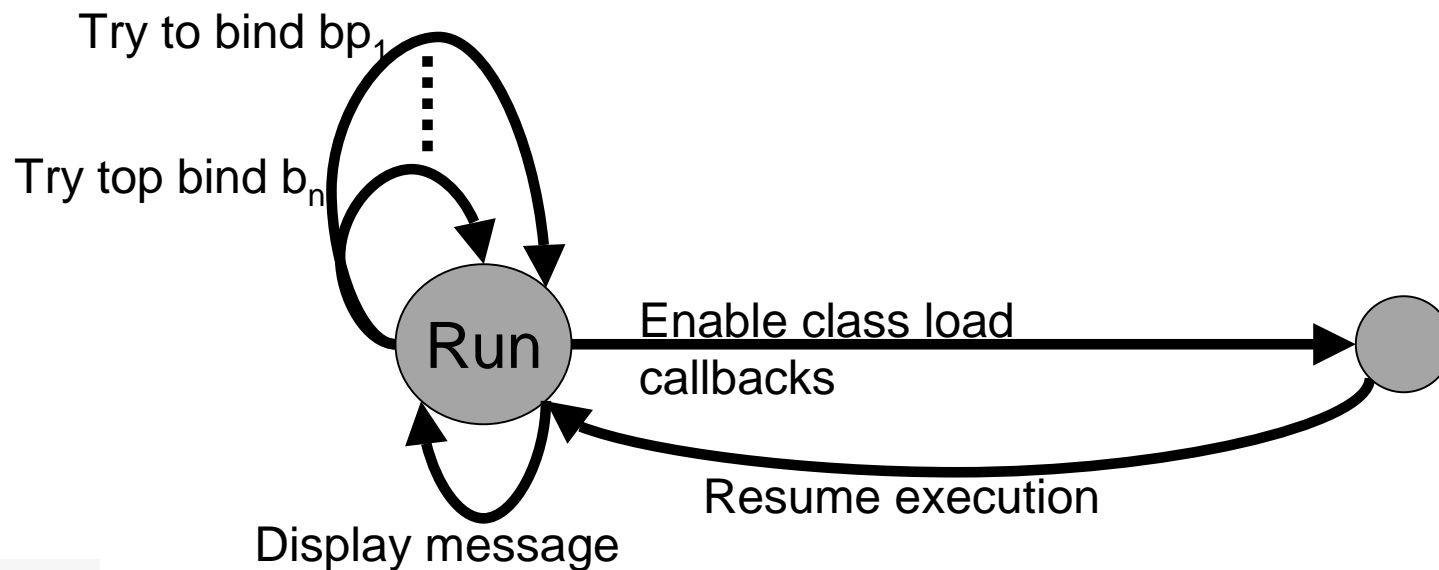 Try to bind bp₁
Try top bind bₙ
Run
Enable class load
callbacks
Resume execution
Display message